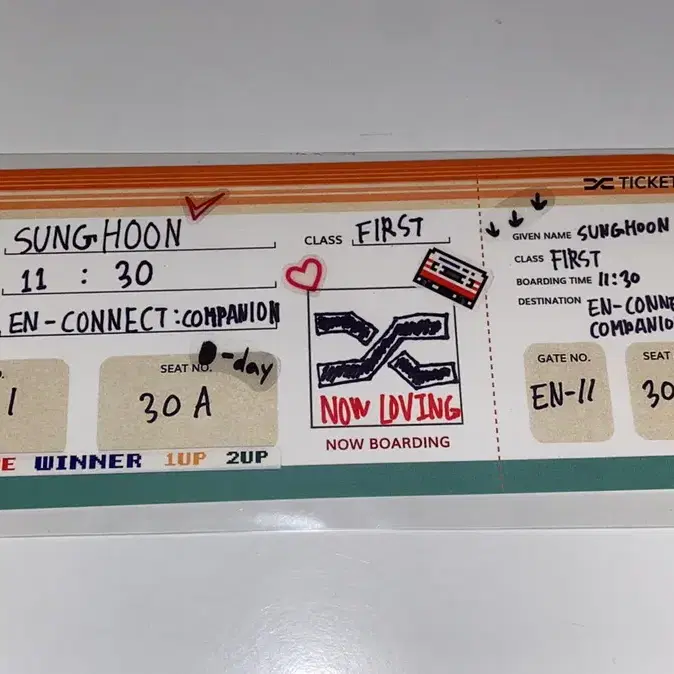 SUNGHOON
11 : 30
EN-CONNECT:COMPANION
SEAT NO.
-day
30 A
WINNER 1UP 2UP
CLASS FIRST
NOW LOVING
NOW BOARDING
TICKET
GIVEN NAME SUNGHOON
CLASS FIRST
BOARDING TIME 11:30
DESTINATION EN-CONNE
COMPANIO
GATE NO.
EN-11
SEAT
30